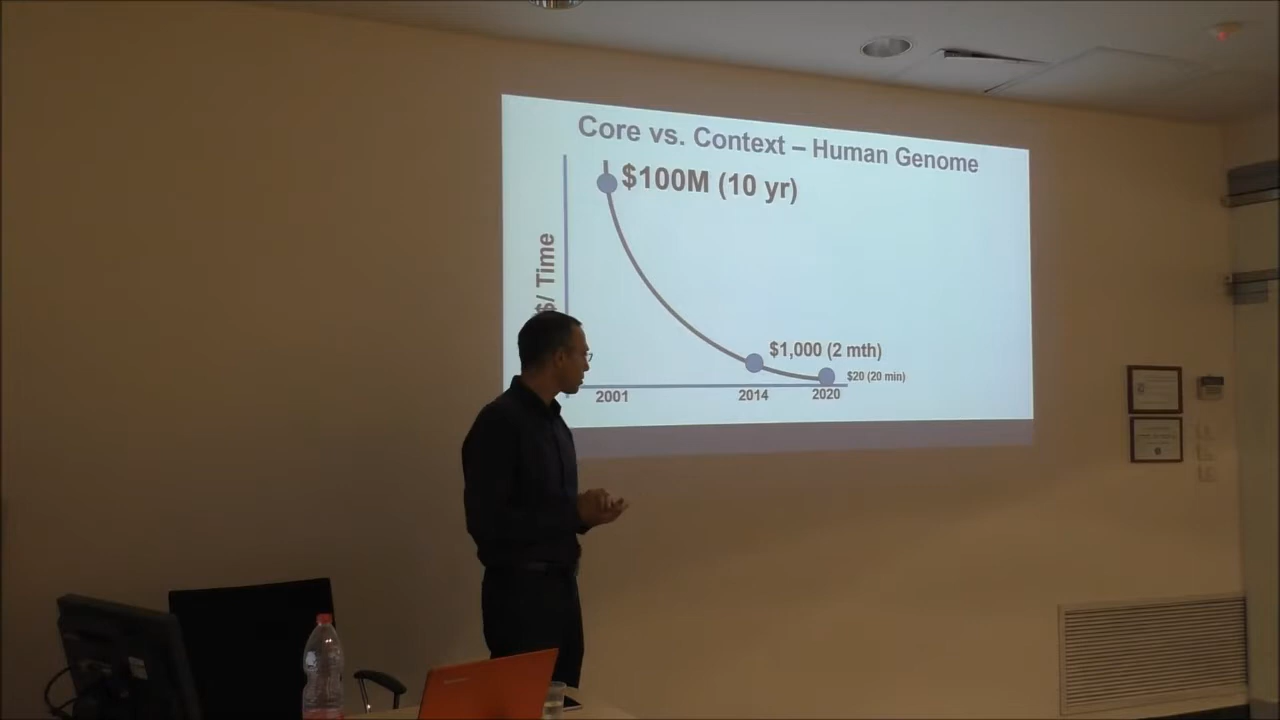 Core vs. Context – Human Genome
$100M (10 yr)
$/ Time
$1,000 (2 mth)
$20 (20 min)
2001
2014
2020